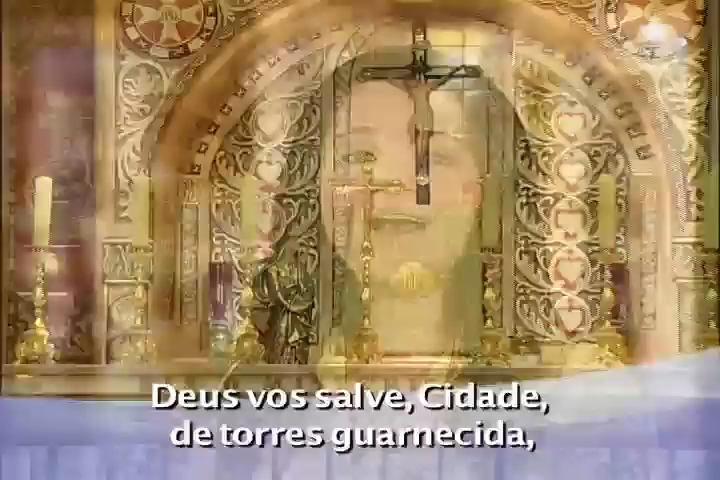 Deus vos salve, Cidade,
de torres guarnecida,